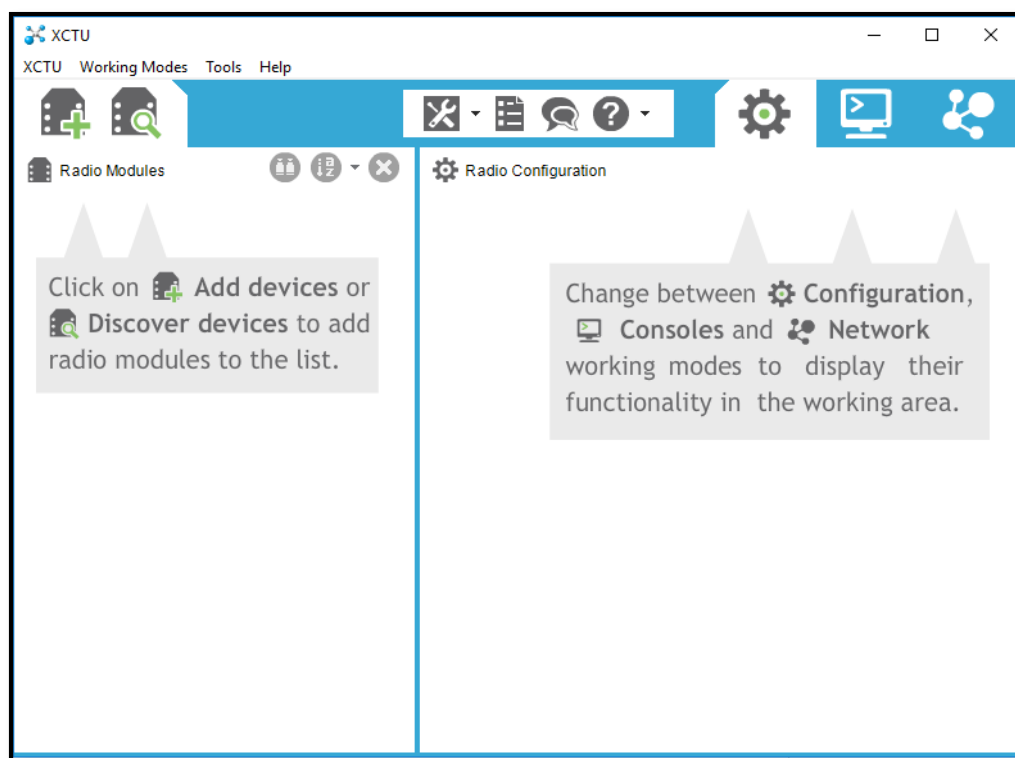 XCTU
XCTU Working Modes Tools Help
Radio Modules
Radio Configuration
Click on Add devices or
Discover devices to add
radio modules to the list.
Change between Configuration,
Consoles and Network
working modes to display their
functionality in the working area.